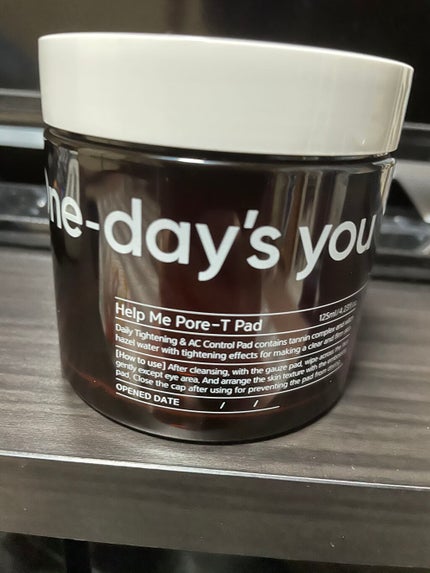 ne-day's you
Help Me Pore-T Pad 125ml/4.23fl.oz
Daily Tightening & AC Control Pad contains tannin complex and
hazel water with tightening effects for making a clear and
[How to use] After cleansing, with the gauze pad, wipe across the
gently except eye area. And arrange the skin texture with the
pad. Close the cap after using for preventing the pad from
OPENED DATE / /